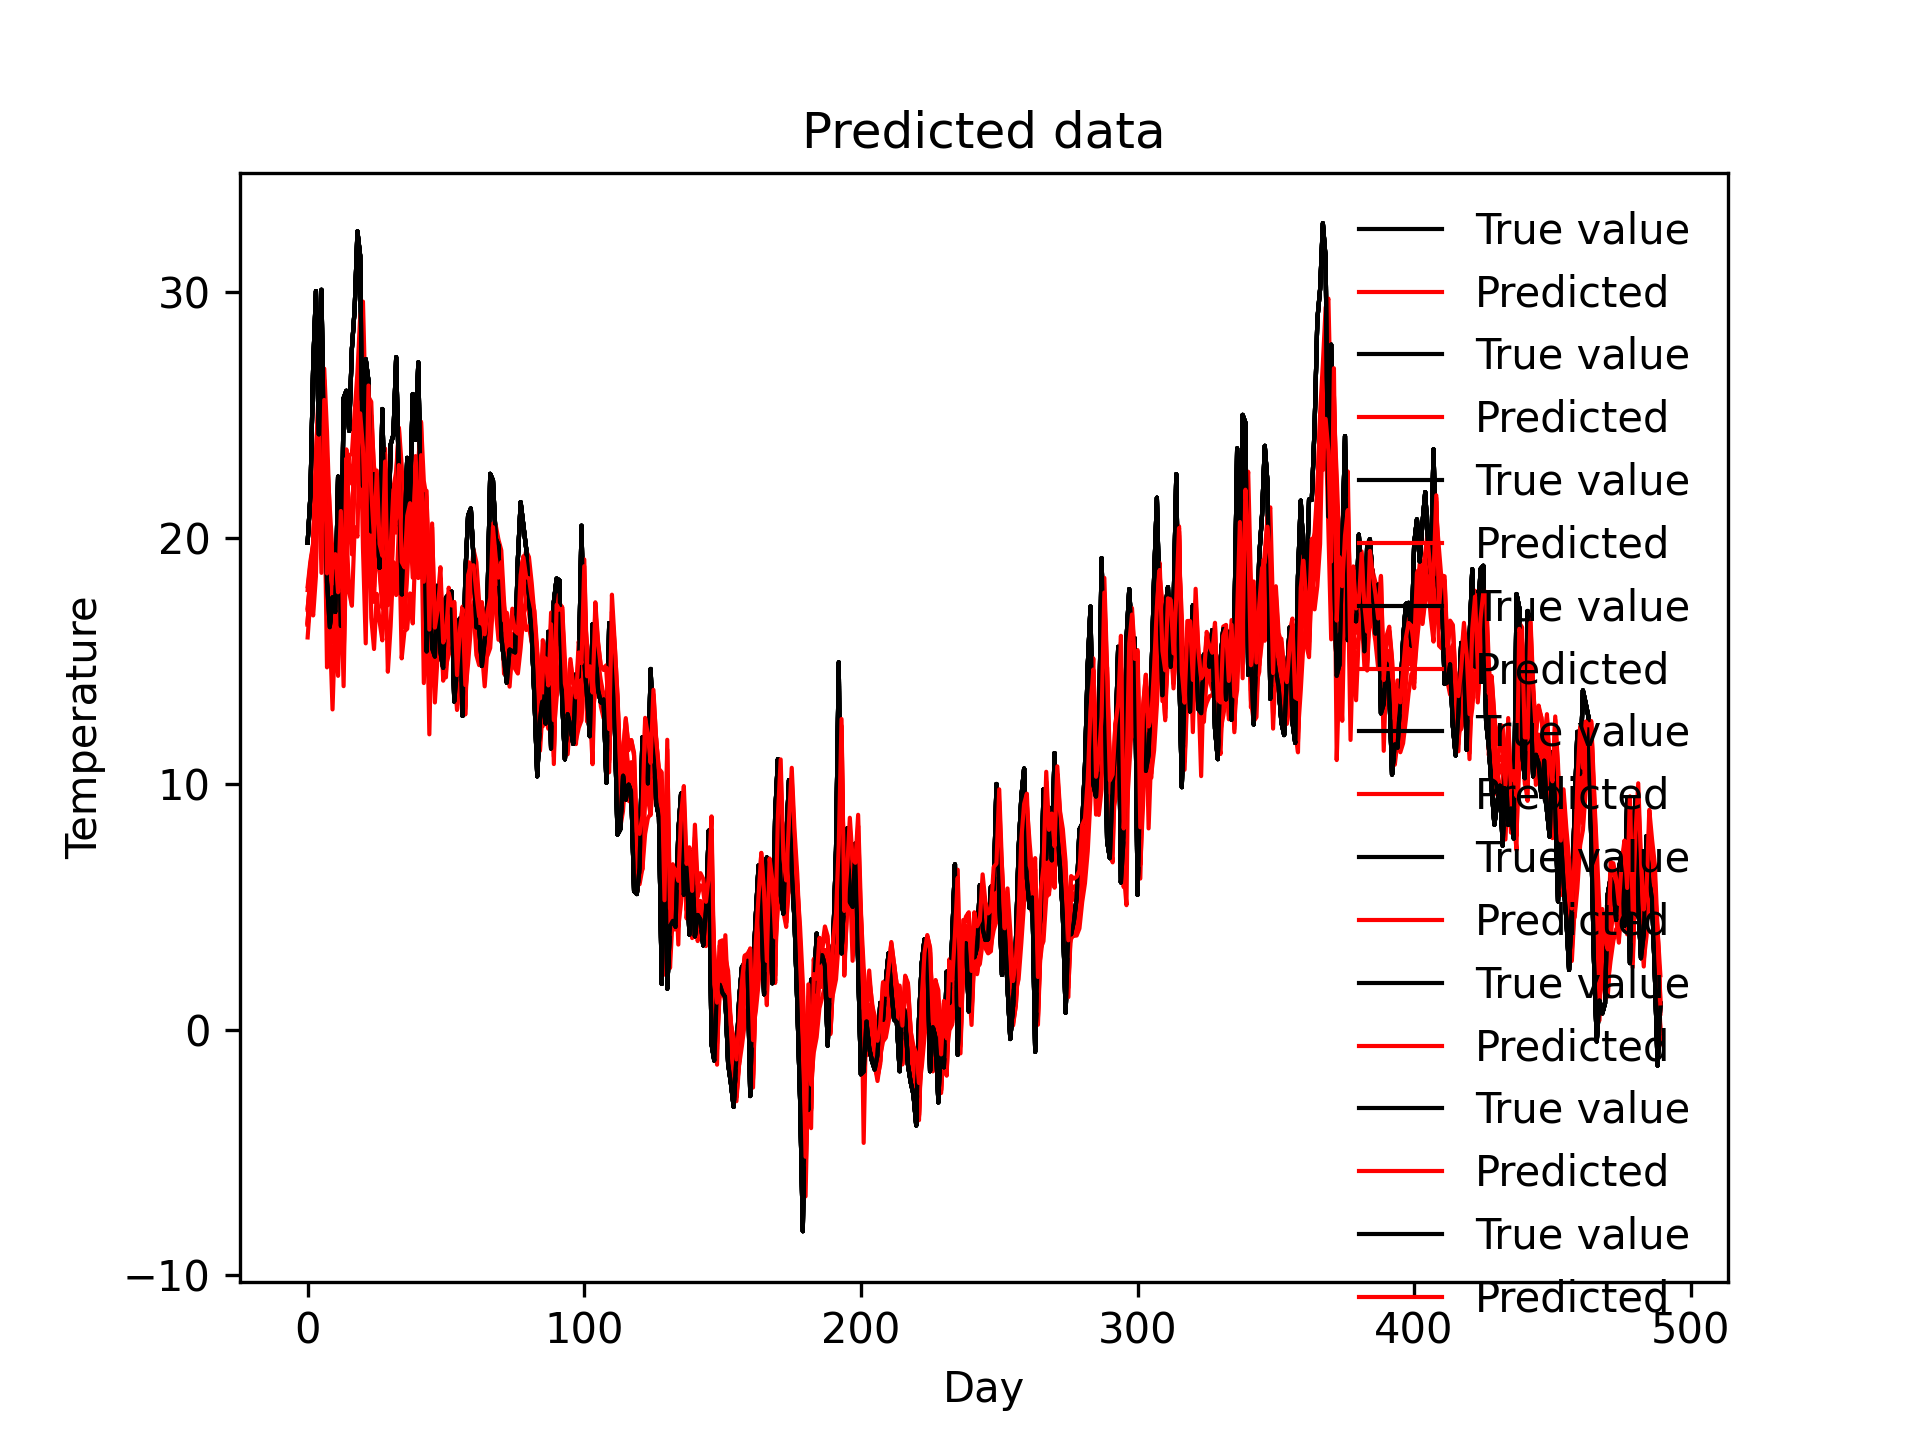 Predicted data
True value
Predicted
True value
Predicted
True value
Predicted
True value
Predicted
True value
Predicted
True value
Predicted
True value
Predicted
True value
Predicted
True value
Predicted
Temperature
30
20
10
0
−10
0
100
200
300
400
500
Day